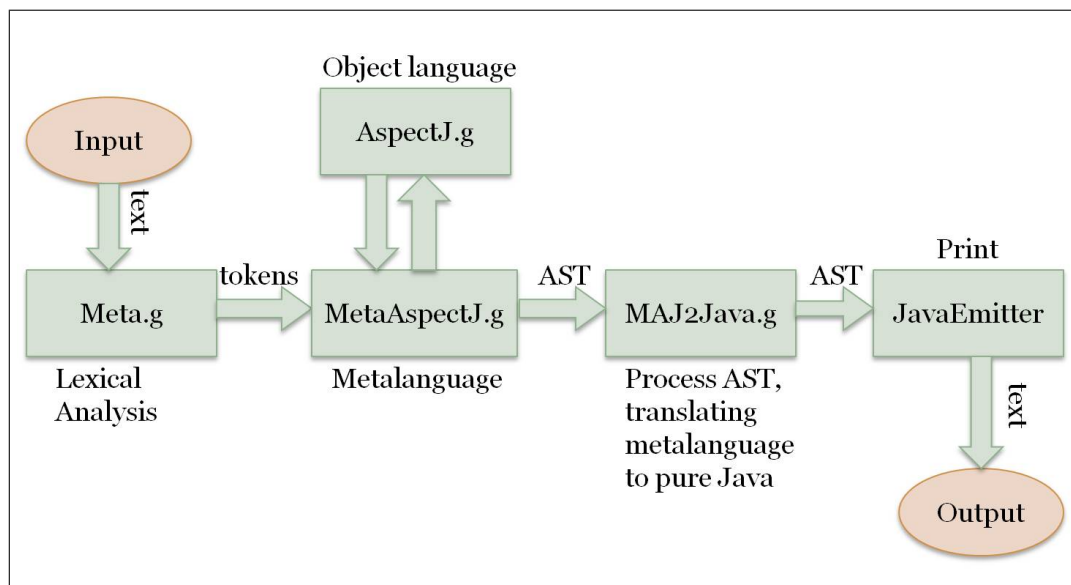 Object language
AspectJ.g
Input
text
Meta.g
Lexical
Analysis
tokens
MetaAspectJ.g
Metalanguage
AST
MAJ2Java.g
Process AST,
translating
metalanguage
to pure Java
AST
Print
JavaEmitter
text
Output